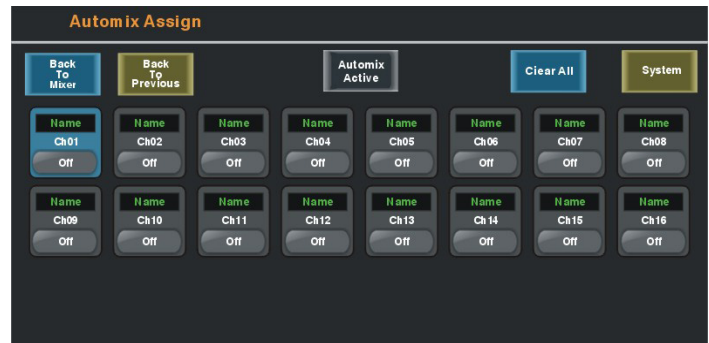 Automix Assign
Back
To
Mixer
Back
To
Previous
Automix
Active
Clear All
System
Name Name Name Name Name Name Name Name
Ch01 Ch02 Ch03 Ch04 Ch05 Ch06 Ch07 Ch08
Off Off Off Off Off Off Off Off
Name Name Name Name Name Name Name Name
Ch09 Ch10 Ch11 Ch12 Ch13 Ch14 Ch15 Ch16
Off Off Off Off Off Off Off Off